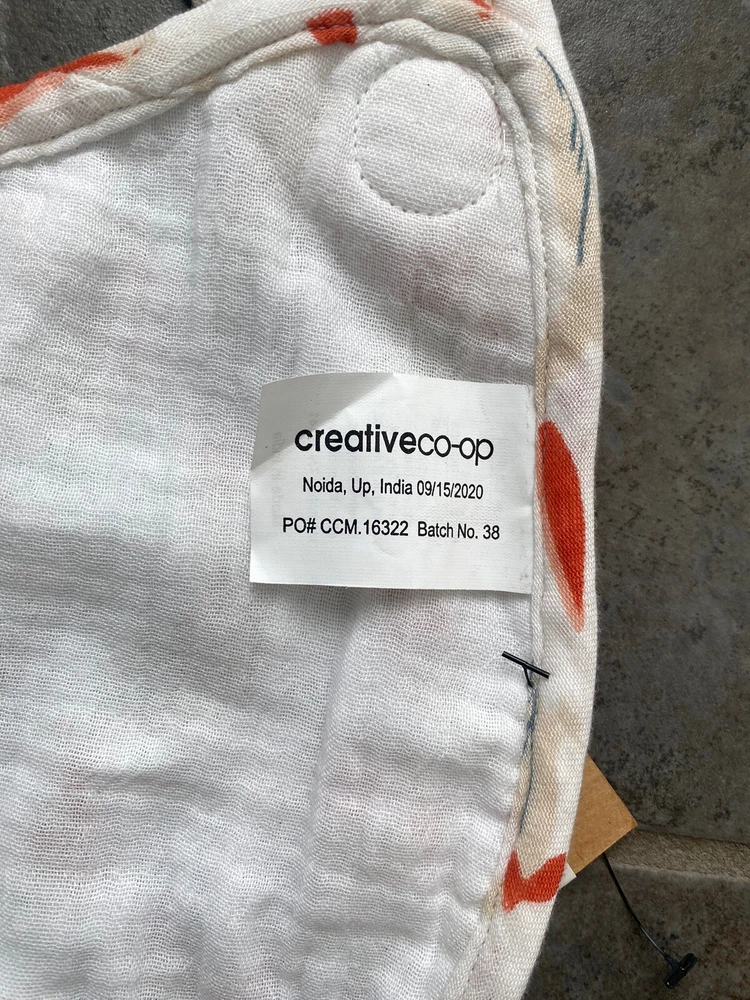 creativeco-op
Noida, Up, India 09/15/2020
PO# CCM.16322 Batch No. 38